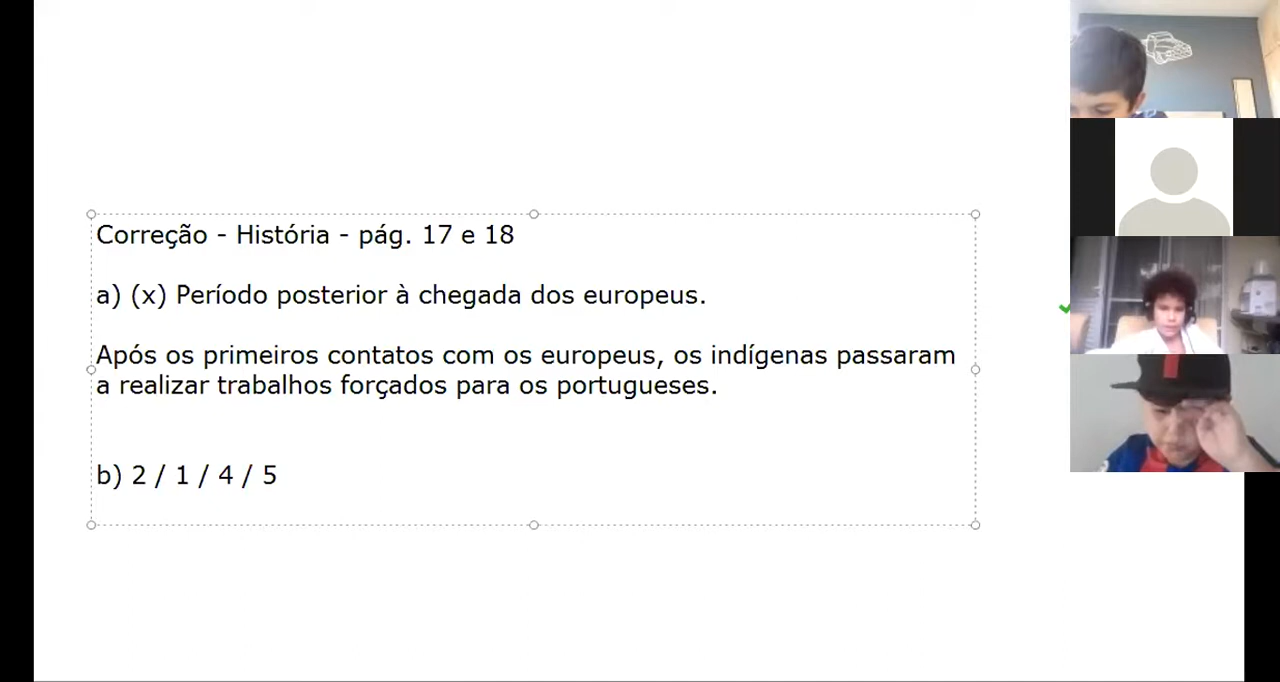 Correção - História - pág. 17 e 18
a) (x) Período posterior à chegada dos europeus.
Após os primeiros contatos com os europeus, os indígenas passaram
a realizar trabalhos forçados para os portugueses.
b) 2 / 1 / 4 / 5